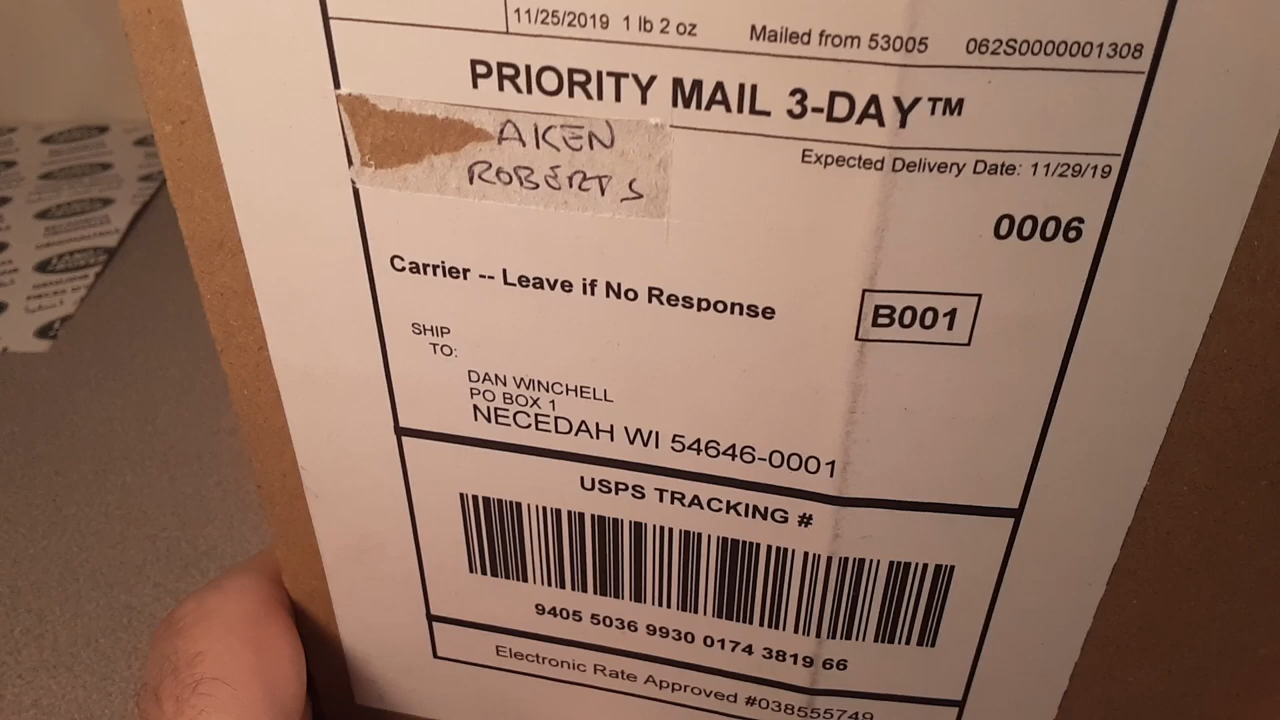 11/25/2019 1 lb 2 oz Mailed from 53005 062S0000001308
PRIORITY MAIL 3-DAY™
AKEN
ROBERTS
Expected Delivery Date: 11/29/19
0006
Carrier -- Leave if No Response
B001
SHIP
TO:
DAN WINCHELL
PO BOX 1
NECEDAH WI 54646-0001
USPS TRACKING #
9405 5036 9930 0174 3819 66
Electronic Rate Approved #038555749